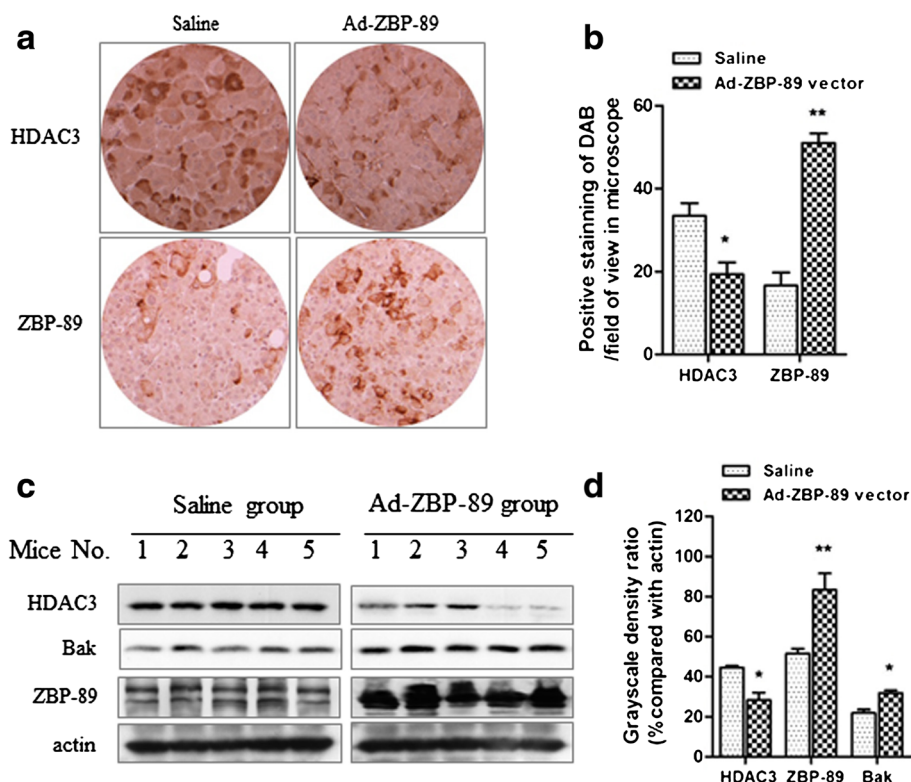 a
Saline
Ad-ZBP-89
HDAC3
ZBP-89
b
Saline
Ad-ZBP-89 vector
Positive stainning of DAB
/field of view in microscope
60
40
20
0
*
**
HDAC3
ZBP-89
c
Saline group
Ad-ZBP-89 group
Mice No. 1 2 3 4 5 1 2 3 4 5
HDAC3
Bak
ZBP-89
actin
d
Saline
Ad-ZBP-89 vector
Grayscale density ratio
(%compared with actin)
120
100
80
60
40
20
0
*
**
*
HDAC3 ZBP-89 Bak